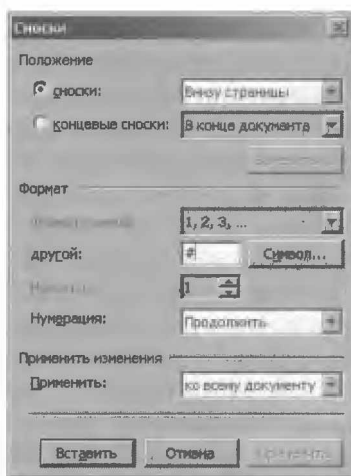 Сноски
Положение
сноски: Внизу страницы
концевые сноски: В конце документа
Формат
1, 2, 3, ...
другой: # Символ...
1
Нумерация: Продолжить
Применить изменения
Применить: ко всему документу
Вставить Отмена